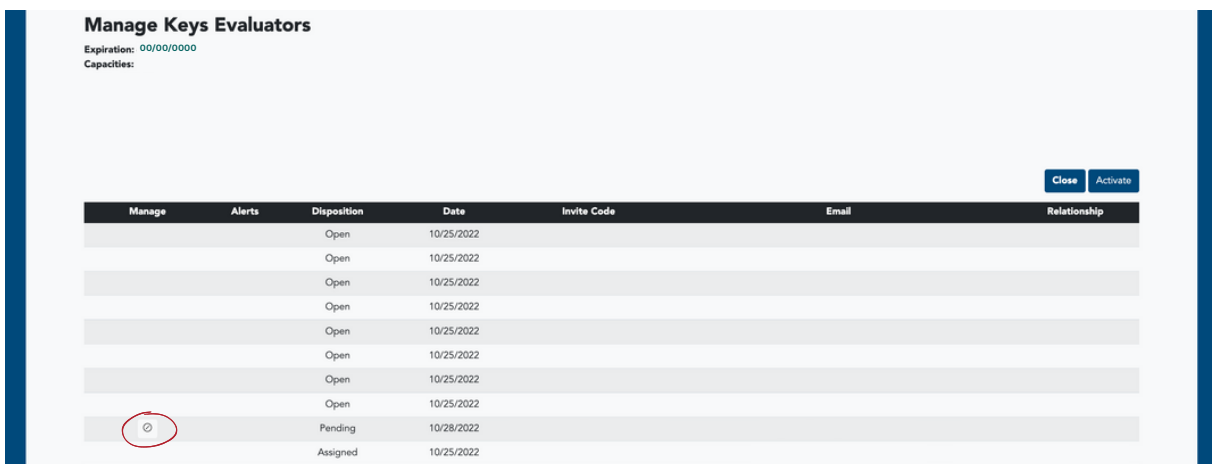 Manage Keys Evaluators
Expiration: 00/00/0000
Capacities:
Close Activate
Manage Alerts Disposition Date Invite Code Email Relationship
Open 10/25/2022
Open 10/25/2022
Open 10/25/2022
Open 10/25/2022
Open 10/25/2022
Open 10/25/2022
Open 10/25/2022
Open 10/25/2022
Pending 10/28/2022
Assigned 10/25/2022